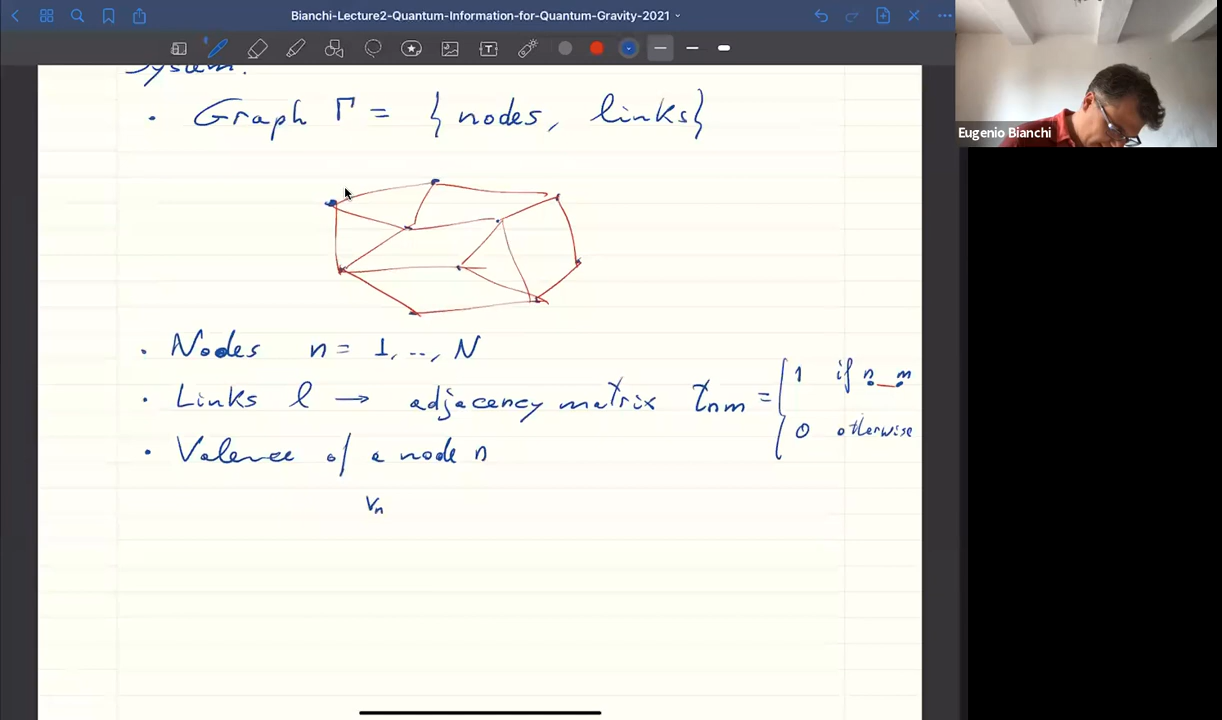 Bianchi-Lecture2-Quantum-Information-for-Quantum-Gravity-2021
Eugenio Bianchi
System.
• Graph Γ = { nodes, links}
• Nodes n = 1, .., N
• Links l → adjacency matrix τnm = { 1 if n m
0 otherwise
• Valence of a node n
vn